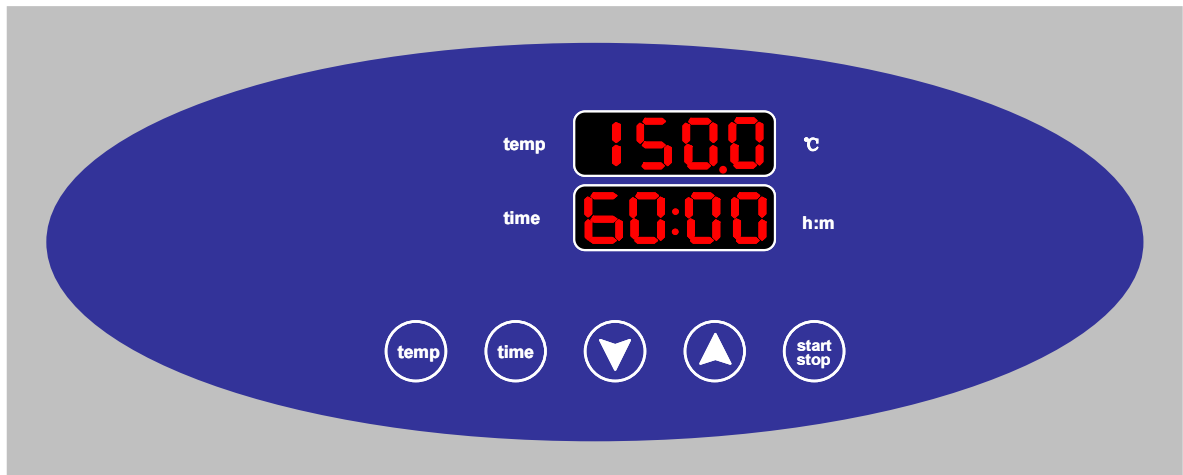 temp 150.0 ℃
time 60:00 h:m
temp time start
stop